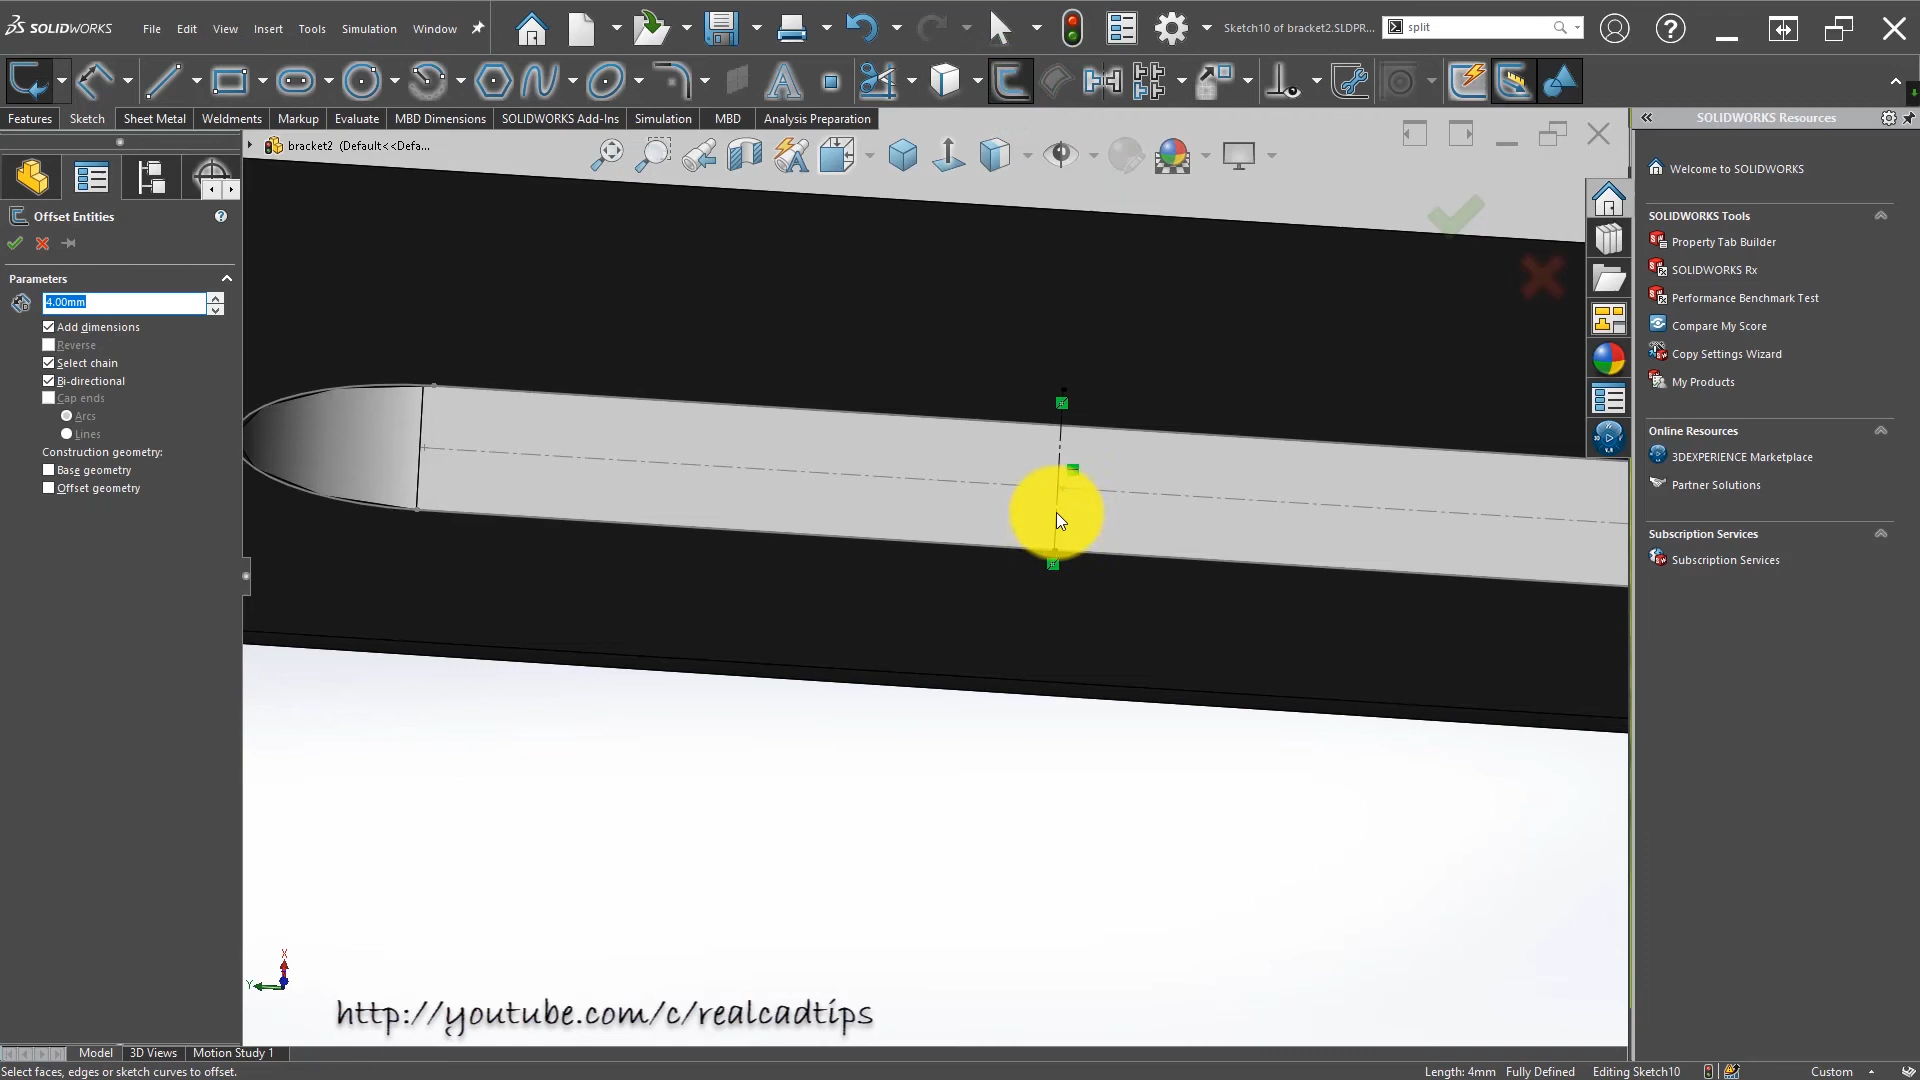 SOLIDWORKS File Edit View Insert Tools Simulation Window Sketch10 of bracket2.SLDPR... split
Features Sketch Sheet Metal Weldments Markup Evaluate MBD Dimensions SOLIDWORKS Add-Ins Simulation MBD Analysis Preparation
bracket2 (Default<<Defa...
Offset Entities
Parameters
4.00mm
Add dimensions
Reverse
Select chain
Bi-directional
Cap ends
Arcs
Lines
Construction geometry:
Base geometry
Offset geometry
X
Y
http://youtube.com/c/realcadtips
SOLIDWORKS Resources
Welcome to SOLIDWORKS
SOLIDWORKS Tools
Property Tab Builder
SOLIDWORKS Rx
Performance Benchmark Test
Compare My Score
Copy Settings Wizard
My Products
Online Resources
3DEXPERIENCE Marketplace
Partner Solutions
Subscription Services
Subscription Services
Model 3D Views Motion Study 1
Select faces, edges or sketch curves to offset. Length: 4mm Fully Defined Editing Sketch10 Custom